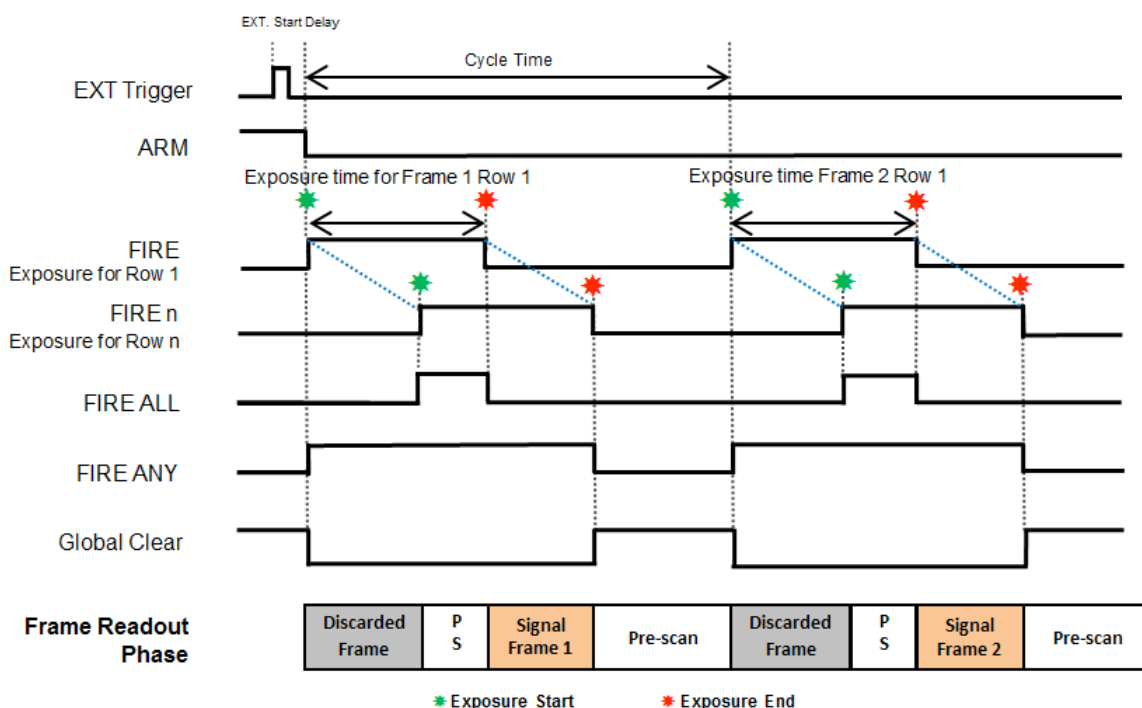 EXT. Start Delay
Cycle Time
EXT Trigger
ARM
Exposure time for Frame 1 Row 1
Exposure time Frame 2 Row 1
FIRE
Exposure for Row 1
FIRE n
Exposure for Row n
FIRE ALL
FIRE ANY
Global Clear
Frame Readout
Phase
Discarded
Frame
P
S
Signal
Frame 1
Pre-scan
Discarded
Frame
P
S
Signal
Frame 2
Pre-scan
Exposure Start
Exposure End